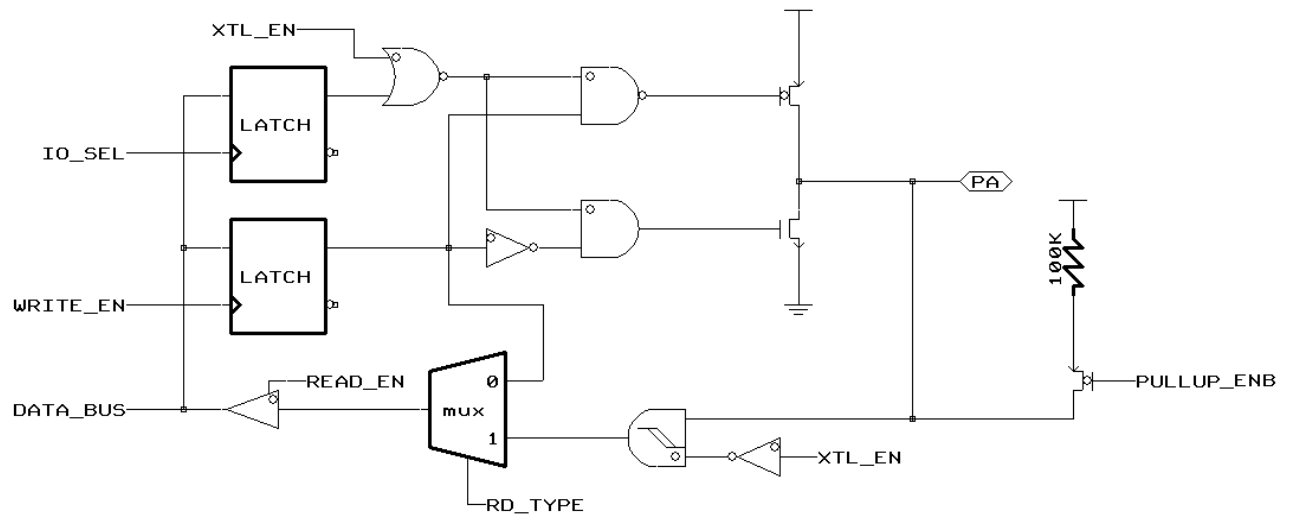 XTL_EN
LATCH
IO_SEL
PA
LATCH
100K
WRITE_EN
READ_EN
0
PULLUP_ENB
DATA_BUS
mux
1
XTL_EN
RD_TYPE